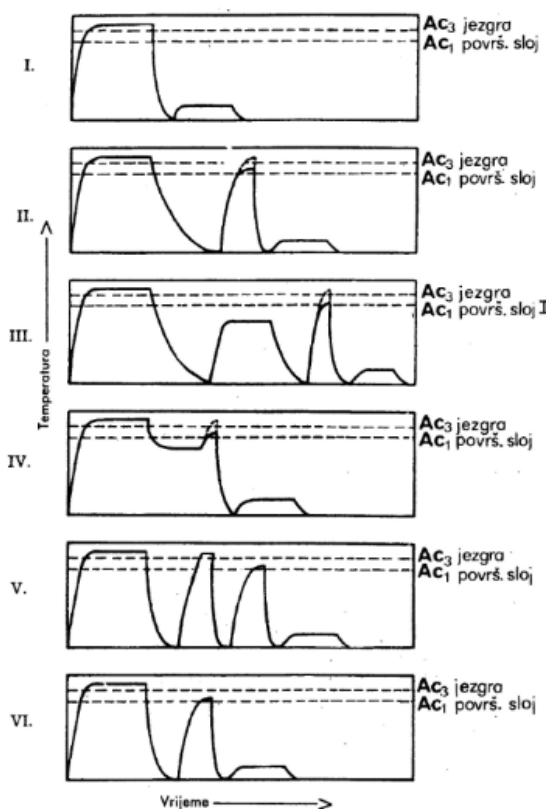 I.
Ac3 jezgra
Ac1 površ. sloj
II.
Ac3 jezgra
Ac1 površ. sloj
III.
Ac3 jezgra
Ac1 površ. sloj I
IV.
Ac3 jezgra
Ac1 površ. sloj
V.
Ac3 jezgra
Ac1 površ. sloj
VI.
Ac3 jezgra
Ac1 površ. sloj
Temperatura
Vrijeme